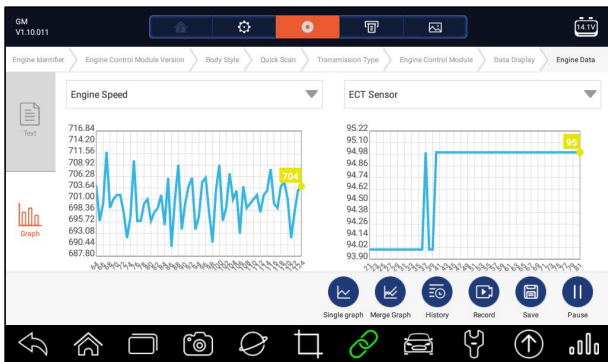 GM
V1.10.011
14.1V
Engine Identifier
Engine Control Module Version
Body Style
Quick Scan
Transmission Type
Engine Control Module
Data Display
Engine Data
Text
Graph
Engine Speed
716.84
714.20
711.56
708.92
706.28
703.64
701.00
698.36
695.72
693.08
690.44
687.80
704
ECT Sensor
95.22
95.10
94.98
94.86
94.74
94.62
94.50
94.38
94.26
94.14
94.02
93.90
95
Single graph
Merge Graph
History
Record
Save
Pause